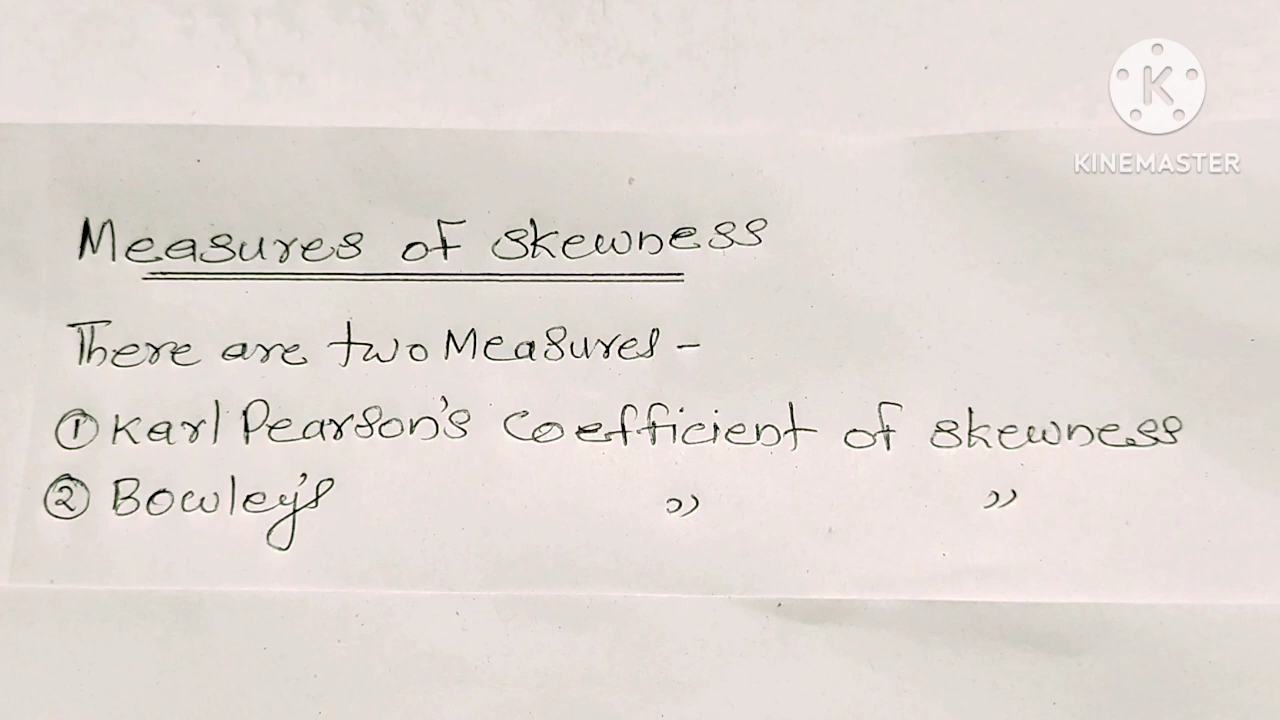 K
KINEMASTER
Measures of skewness
There are two Measures -
① Karl Pearson's Coefficient of skewness
② Bowley's " "